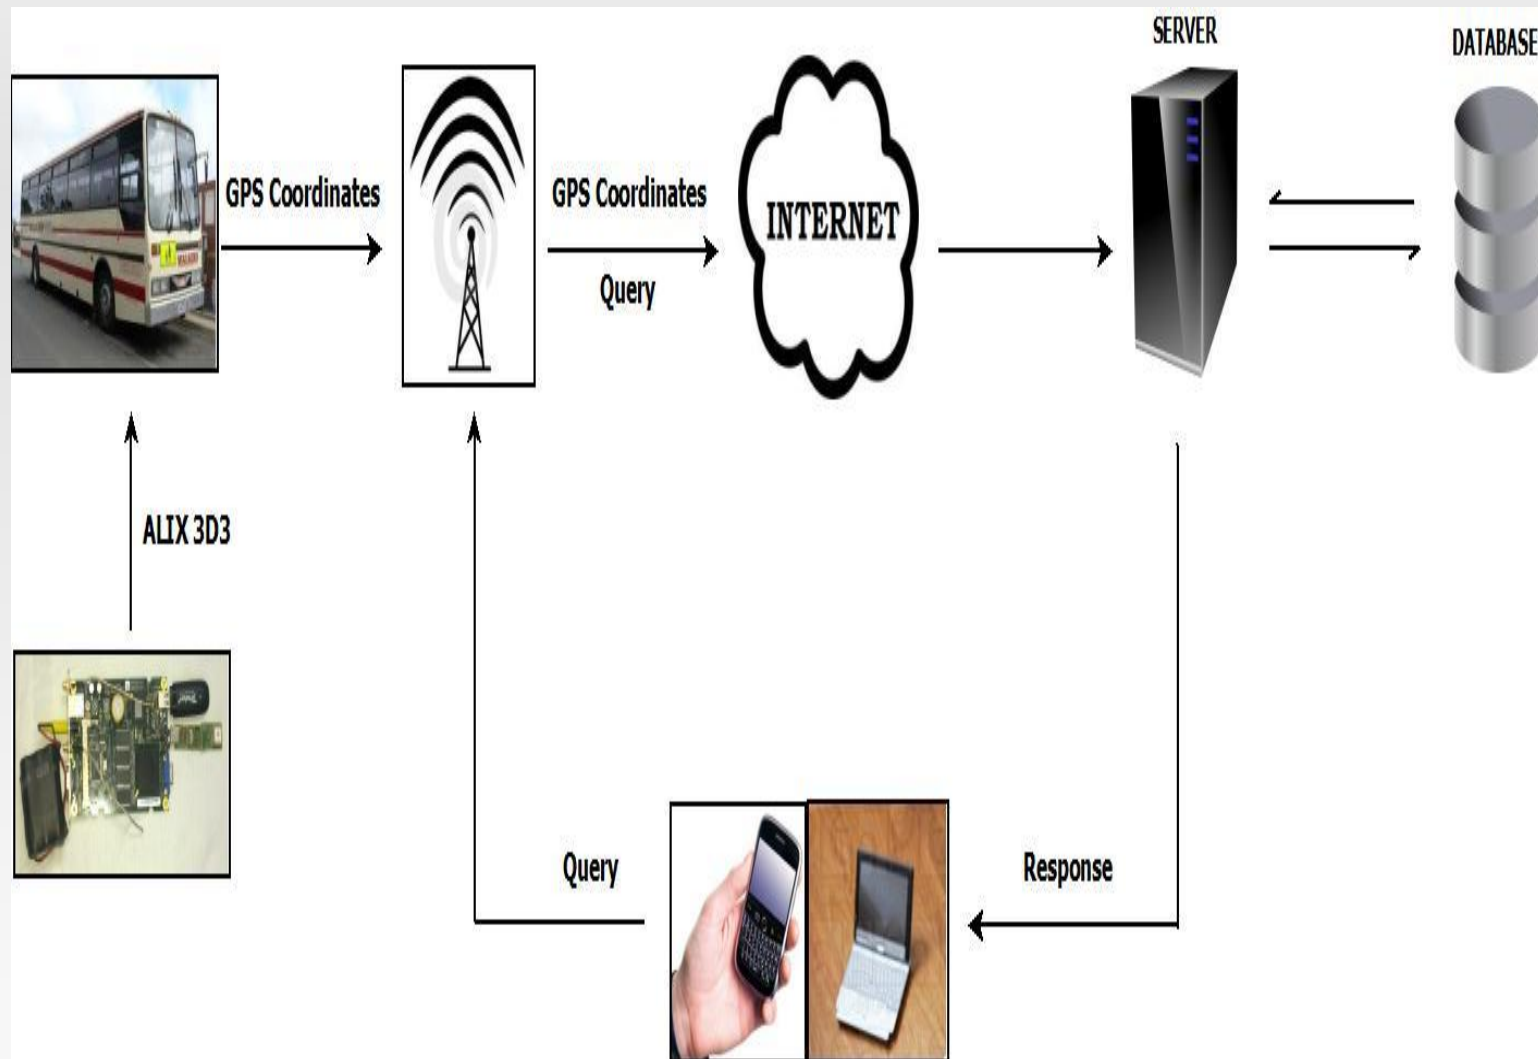 SERVER
DATABASE
GPS Coordinates
GPS Coordinates
INTERNET
Query
ALIX 3D3
Query
Response